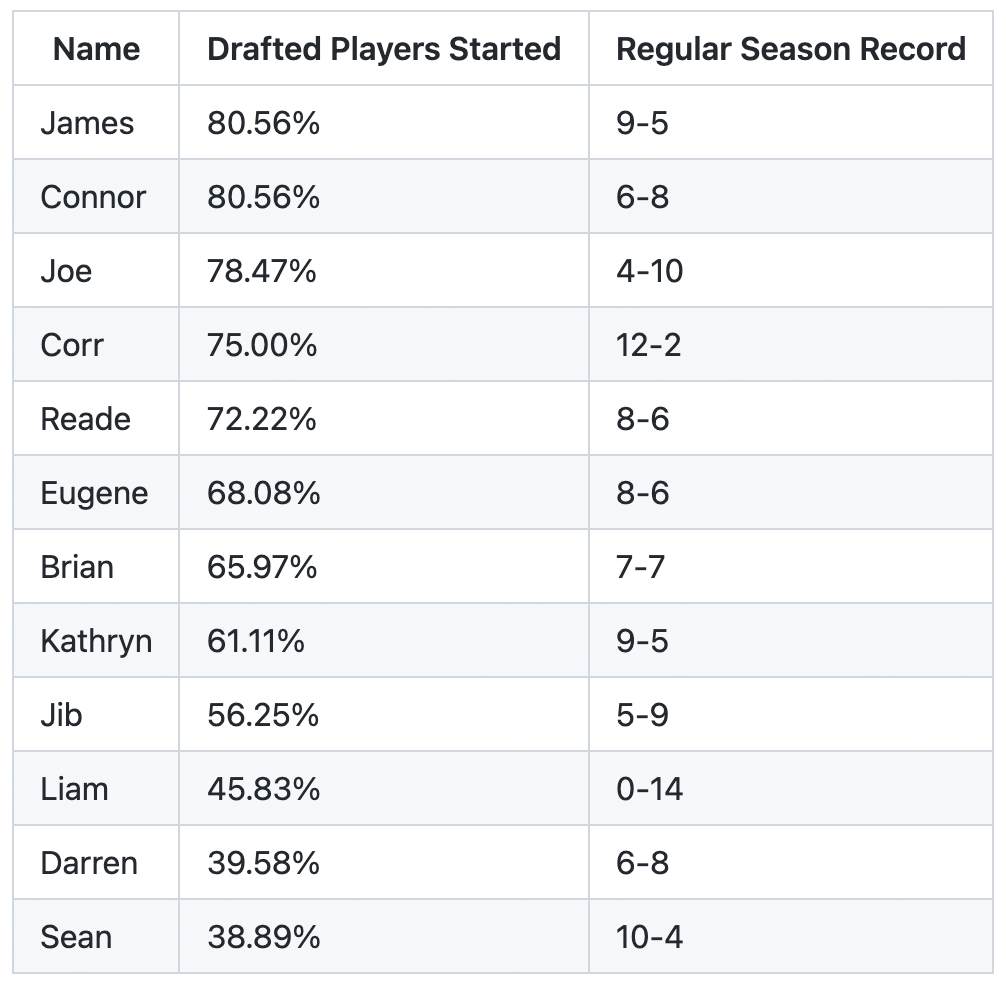 Name Drafted Players Started Regular Season Record
James 80.56% 9-5
Connor 80.56% 6-8
Joe 78.47% 4-10
Corr 75.00% 12-2
Reade 72.22% 8-6
Eugene 68.08% 8-6
Brian 65.97% 7-7
Kathryn 61.11% 9-5
Jib 56.25% 5-9
Liam 45.83% 0-14
Darren 39.58% 6-8
Sean 38.89% 10-4